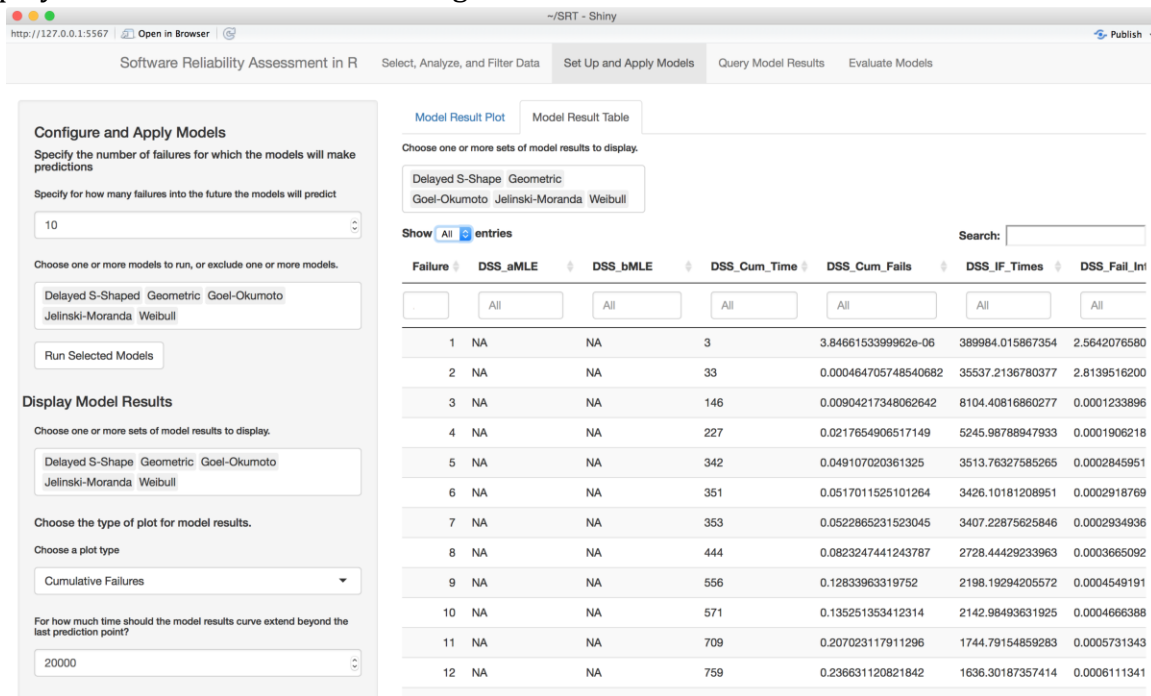 ~/SRT - Shiny
http://127.0.0.1:5567 Open in Browser Publish
Software Reliability Assessment in R Select, Analyze, and Filter Data Set Up and Apply Models Query Model Results Evaluate Models
Configure and Apply Models
Specify the number of failures for which the models will make
predictions
Specify for how many failures into the future the models will predict
10
Choose one or more models to run, or exclude one or more models.
Delayed S-Shaped Geometric Goel-Okumoto
Jelinski-Moranda Weibull
Run Selected Models
Display Model Results
Choose one or more sets of model results to display.
Delayed S-Shape Geometric Goel-Okumoto
Jelinski-Moranda Weibull
Choose the type of plot for model results.
Choose a plot type
Cumulative Failures
For how much time should the model results curve extend beyond the
last prediction point?
20000
Model Result Plot Model Result Table
Choose one or more sets of model results to display.
Delayed S-Shape Geometric
Goel-Okumoto Jelinski-Moranda Weibull
Show All entries Search:
Failure DSS_aMLE DSS_bMLE DSS_Cum_Time DSS_Cum_Fails DSS_IF_Times DSS_Fail_Int
All All All All All All
1 NA NA 3 3.8466153399962e-06 389984.015867354 2.5642076580
2 NA NA 33 0.000464705748540682 35537.2136780377 2.8139516200
3 NA NA 146 0.00904217348062642 8104.40816860277 0.0001233896
4 NA NA 227 0.0217654906517149 5245.98788947933 0.0001906218
5 NA NA 342 0.049107020361325 3513.76327585265 0.0002845951
6 NA NA 351 0.0517011525101264 3426.10181208951 0.0002918769
7 NA NA 353 0.0522865231523045 3407.22875625846 0.0002934936
8 NA NA 444 0.0823247441243787 2728.44429233963 0.0003665092
9 NA NA 556 0.12833963319752 2198.19294205572 0.0004549191
10 NA NA 571 0.135251353412314 2142.98493631925 0.0004666388
11 NA NA 709 0.207023117911296 1744.79154859283 0.0005731343
12 NA NA 759 0.236631120821842 1636.30187357414 0.0006111341